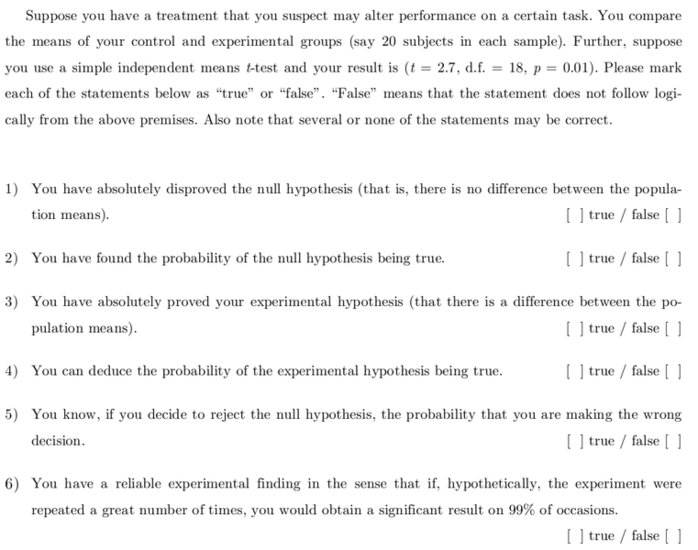 Suppose you have a treatment that you suspect may alter performance on a certain task. You compare
the means of your control and experimental groups (say 20 subjects in each sample). Further, suppose
you use a simple independent means t-test and your result is (t = 2.7, d.f. = 18, p = 0.01). Please mark
each of the statements below as “true” or “false”. “False” means that the statement does not follow logi-
cally from the above premises. Also note that several or none of the statements may be correct.
1) You have absolutely disproved the null hypothesis (that is, there is no difference between the popula-
tion means). [ ] true / false [ ]
2) You have found the probability of the null hypothesis being true. [ ] true / false [ ]
3) You have absolutely proved your experimental hypothesis (that there is a difference between the po-
pulation means). [ ] true / false [ ]
4) You can deduce the probability of the experimental hypothesis being true. [ ] true / false [ ]
5) You know, if you decide to reject the null hypothesis, the probability that you are making the wrong
decision. [ ] true / false [ ]
6) You have a reliable experimental finding in the sense that if, hypothetically, the experiment were
repeated a great number of times, you would obtain a significant result on 99% of occasions.
[ ] true / false [ ]